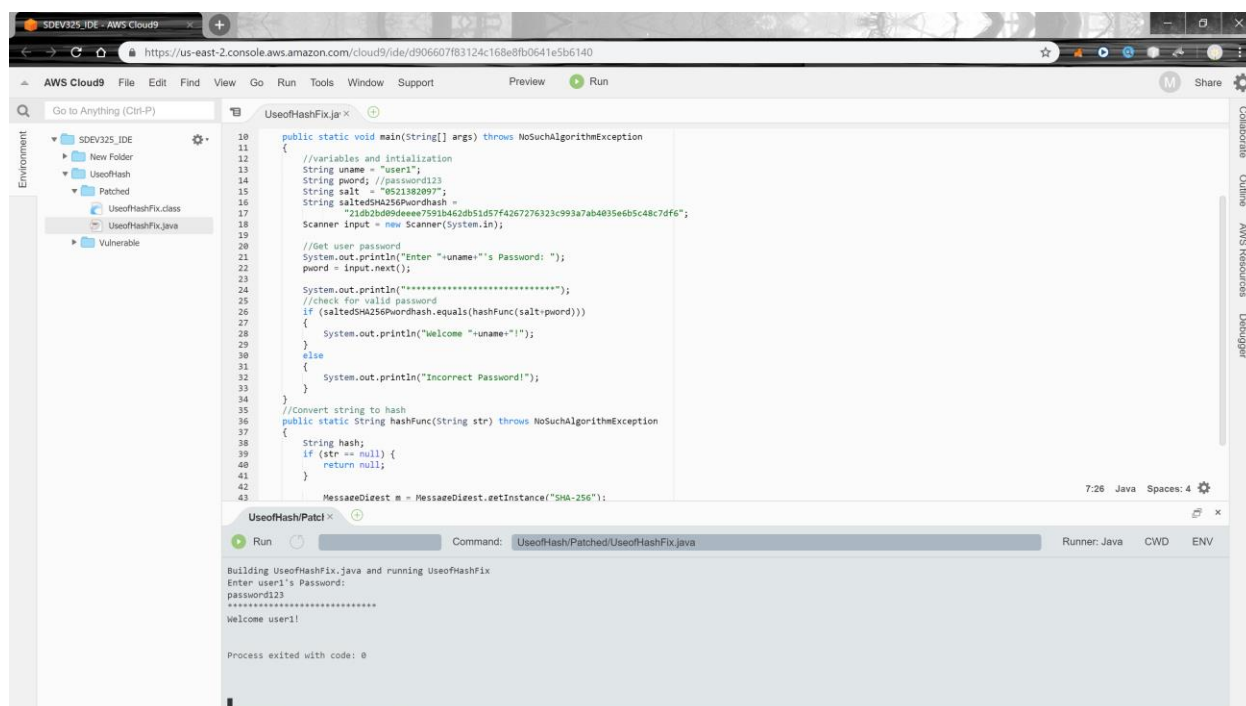 SDEV325_IDE - AWS Cloud9
https://us-east-2.console.aws.amazon.com/cloud9/ide/d906607f83124c168e8fb0641e5b6140
AWS Cloud9 File Edit Find View Go Run Tools Window Support Preview Run M Share
Go to Anything (Ctrl-P)
UseofHashFix.jav
Environment
SDEV325_IDE
New Folder
UseofHash
Patched
UseofHashFix.class
UseofHashFix.java
Vulnerable
10 public static void main(String[] args) throws NoSuchAlgorithmException
11 {
12 //variables and intialization
13 String uname = "user1";
14 String pword; //password123
15 String salt = "0521382097";
16 String saltedSHA256Pwordhash =
17 "21db2bd09deeee7591b462db51d57f4267276323c993a7ab4035e6b5c48c7df6";
18 Scanner input = new Scanner(System.in);
19
20 //Get user password
21 System.out.println("Enter "+uname+"'s Password: ");
22 pword = input.next();
23
24 System.out.println("*****************************");
25 //check for valid password
26 if (saltedSHA256Pwordhash.equals(hashFunc(salt+pword)))
27 {
28 System.out.println("Welcome "+uname+"!");
29 }
30 else
31 {
32 System.out.println("Incorrect Password!");
33 }
34 }
35 //Convert string to hash
36 public static String hashFunc(String str) throws NoSuchAlgorithmException
37 {
38 String hash;
39 if (str == null) {
40 return null;
41 }
42
43 MessageDigest m = MessageDigest.getInstance("SHA-256");
7:26 Java Spaces: 4
Collaborate
Outline
AWS Resources
Debugger
UseofHash/Patcl
Run Command: UseofHash/Patched/UseofHashFix.java Runner: Java CWD ENV
Building UseofHashFix.java and running UseofHashFix
Enter user1's Password:
password123
*****************************
Welcome user1!
Process exited with code: 0